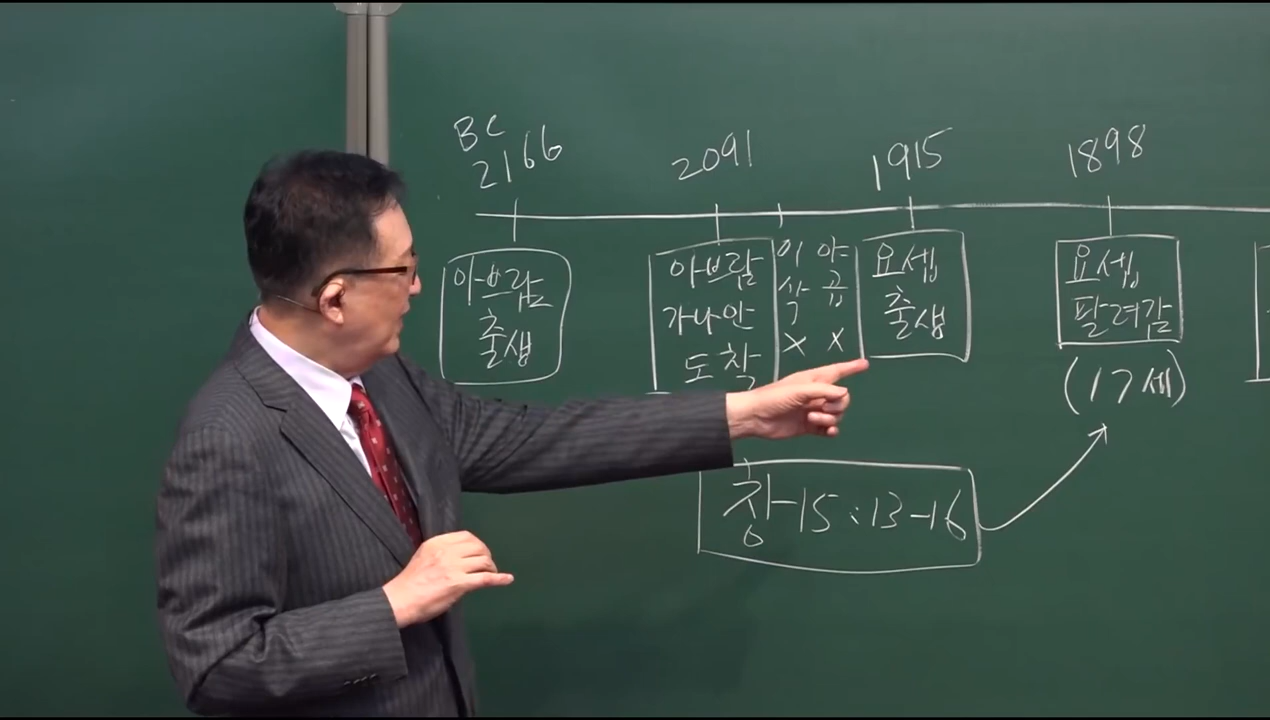 BC
2166
2091
1915
1898
아브람
출생
아브람
가나안
도착
이
삭
X
야
곱
X
요셉
출생
요셉
팔려감
(17세)
창-15:13-16